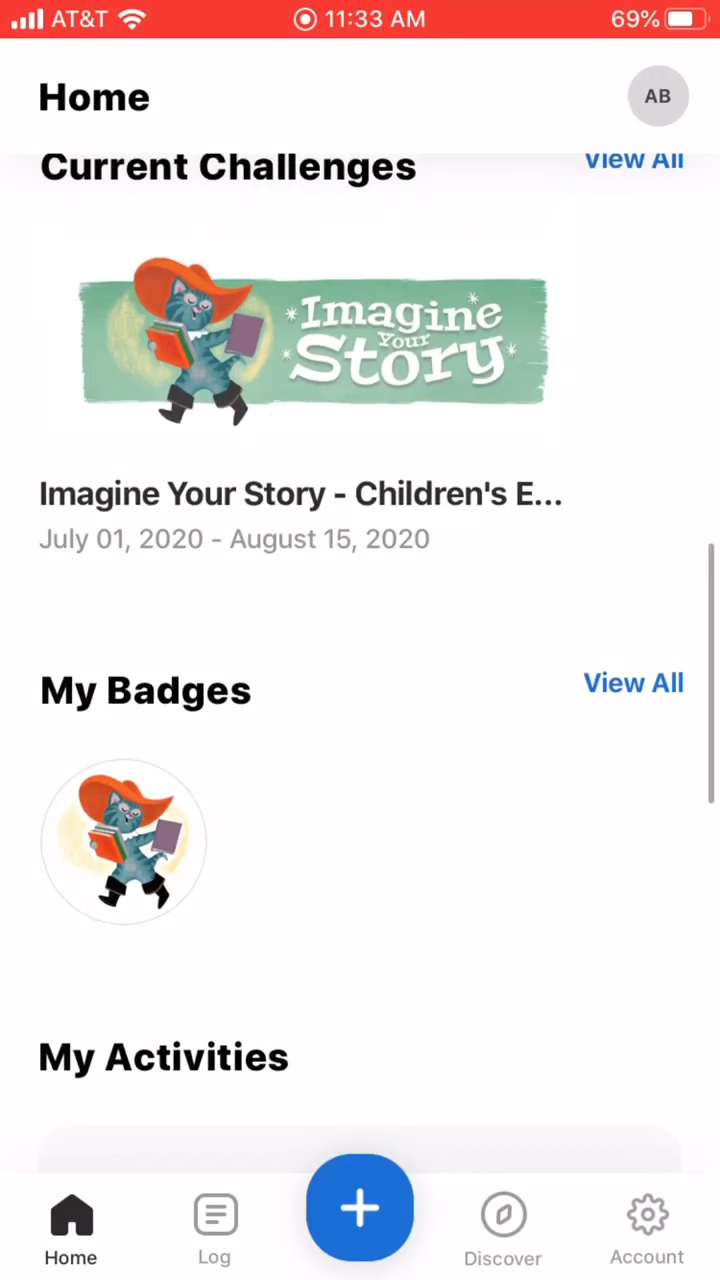 AT&T 11:33 AM 69%
Home AB
Current Challenges View All
Imagine
Your
Story
Imagine Your Story - Children's E...
July 01, 2020 - August 15, 2020
My Badges View All
My Activities
+
Home Log Discover Account